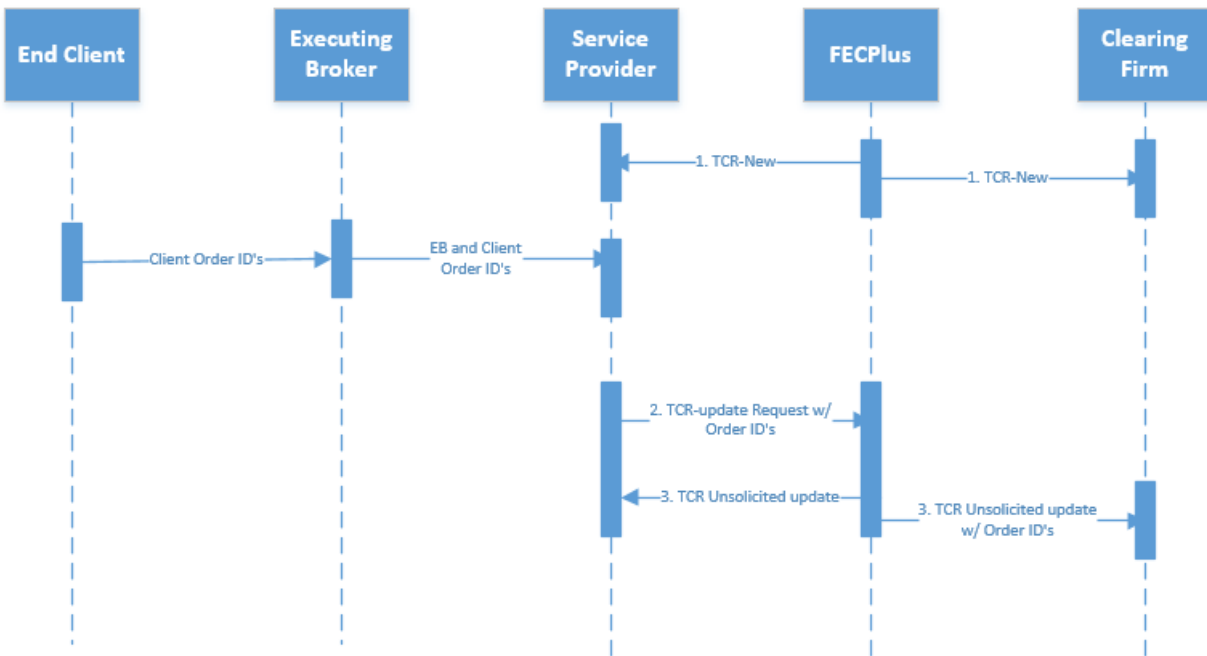 End Client
Executing
Broker
Service
Provider
FECPlus
Clearing
Firm
1. TCR-New
1. TCR-New
Client Order ID's
EB and Client
Order ID's
2. TCR-update Request w/
Order ID's
3. TCR Unsolicited update
3. TCR Unsolicited update
w/ Order ID's